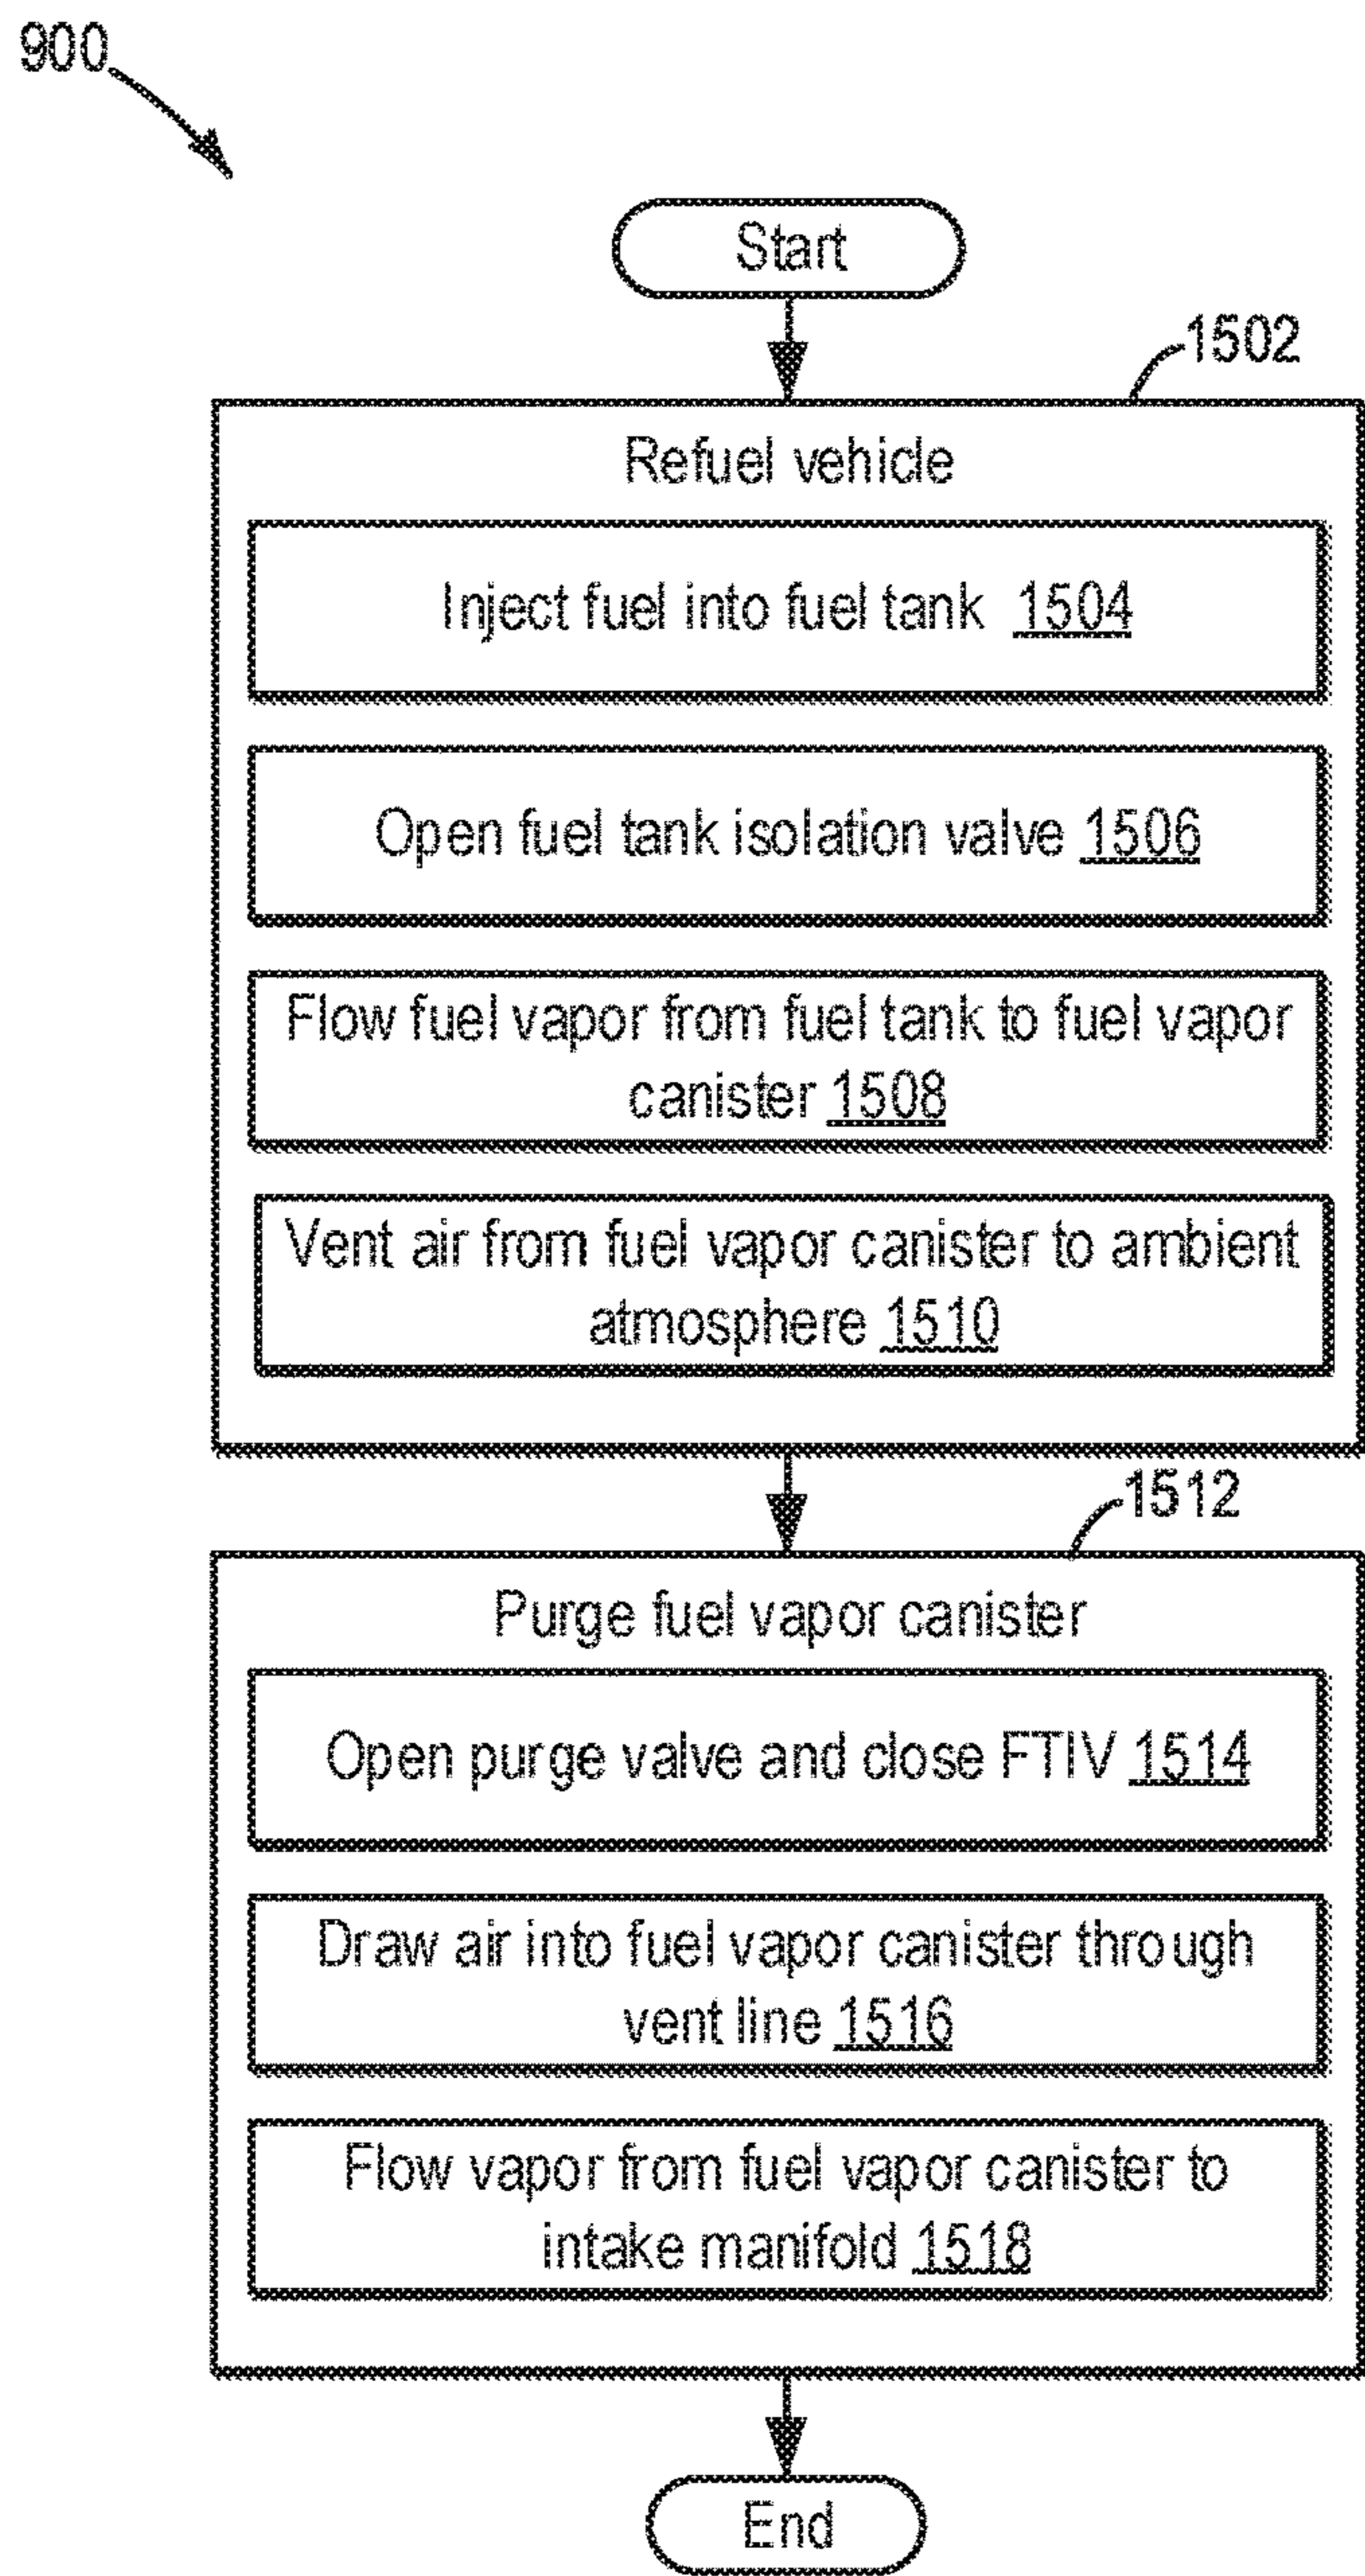 900
Start
1502
Refuel vehicle
Inject fuel into fuel tank 1504
Open fuel tank isolation valve 1506
Flow fuel vapor from fuel tank to fuel vapor
canister 1508
Vent air from fuel vapor canister to ambient
atmosphere 1510
1512
Purge fuel vapor canister
Open purge valve and close FTIV 1514
Draw air into fuel vapor canister through
vent line 1516
Flow vapor from fuel vapor canister to
intake manifold 1518
End